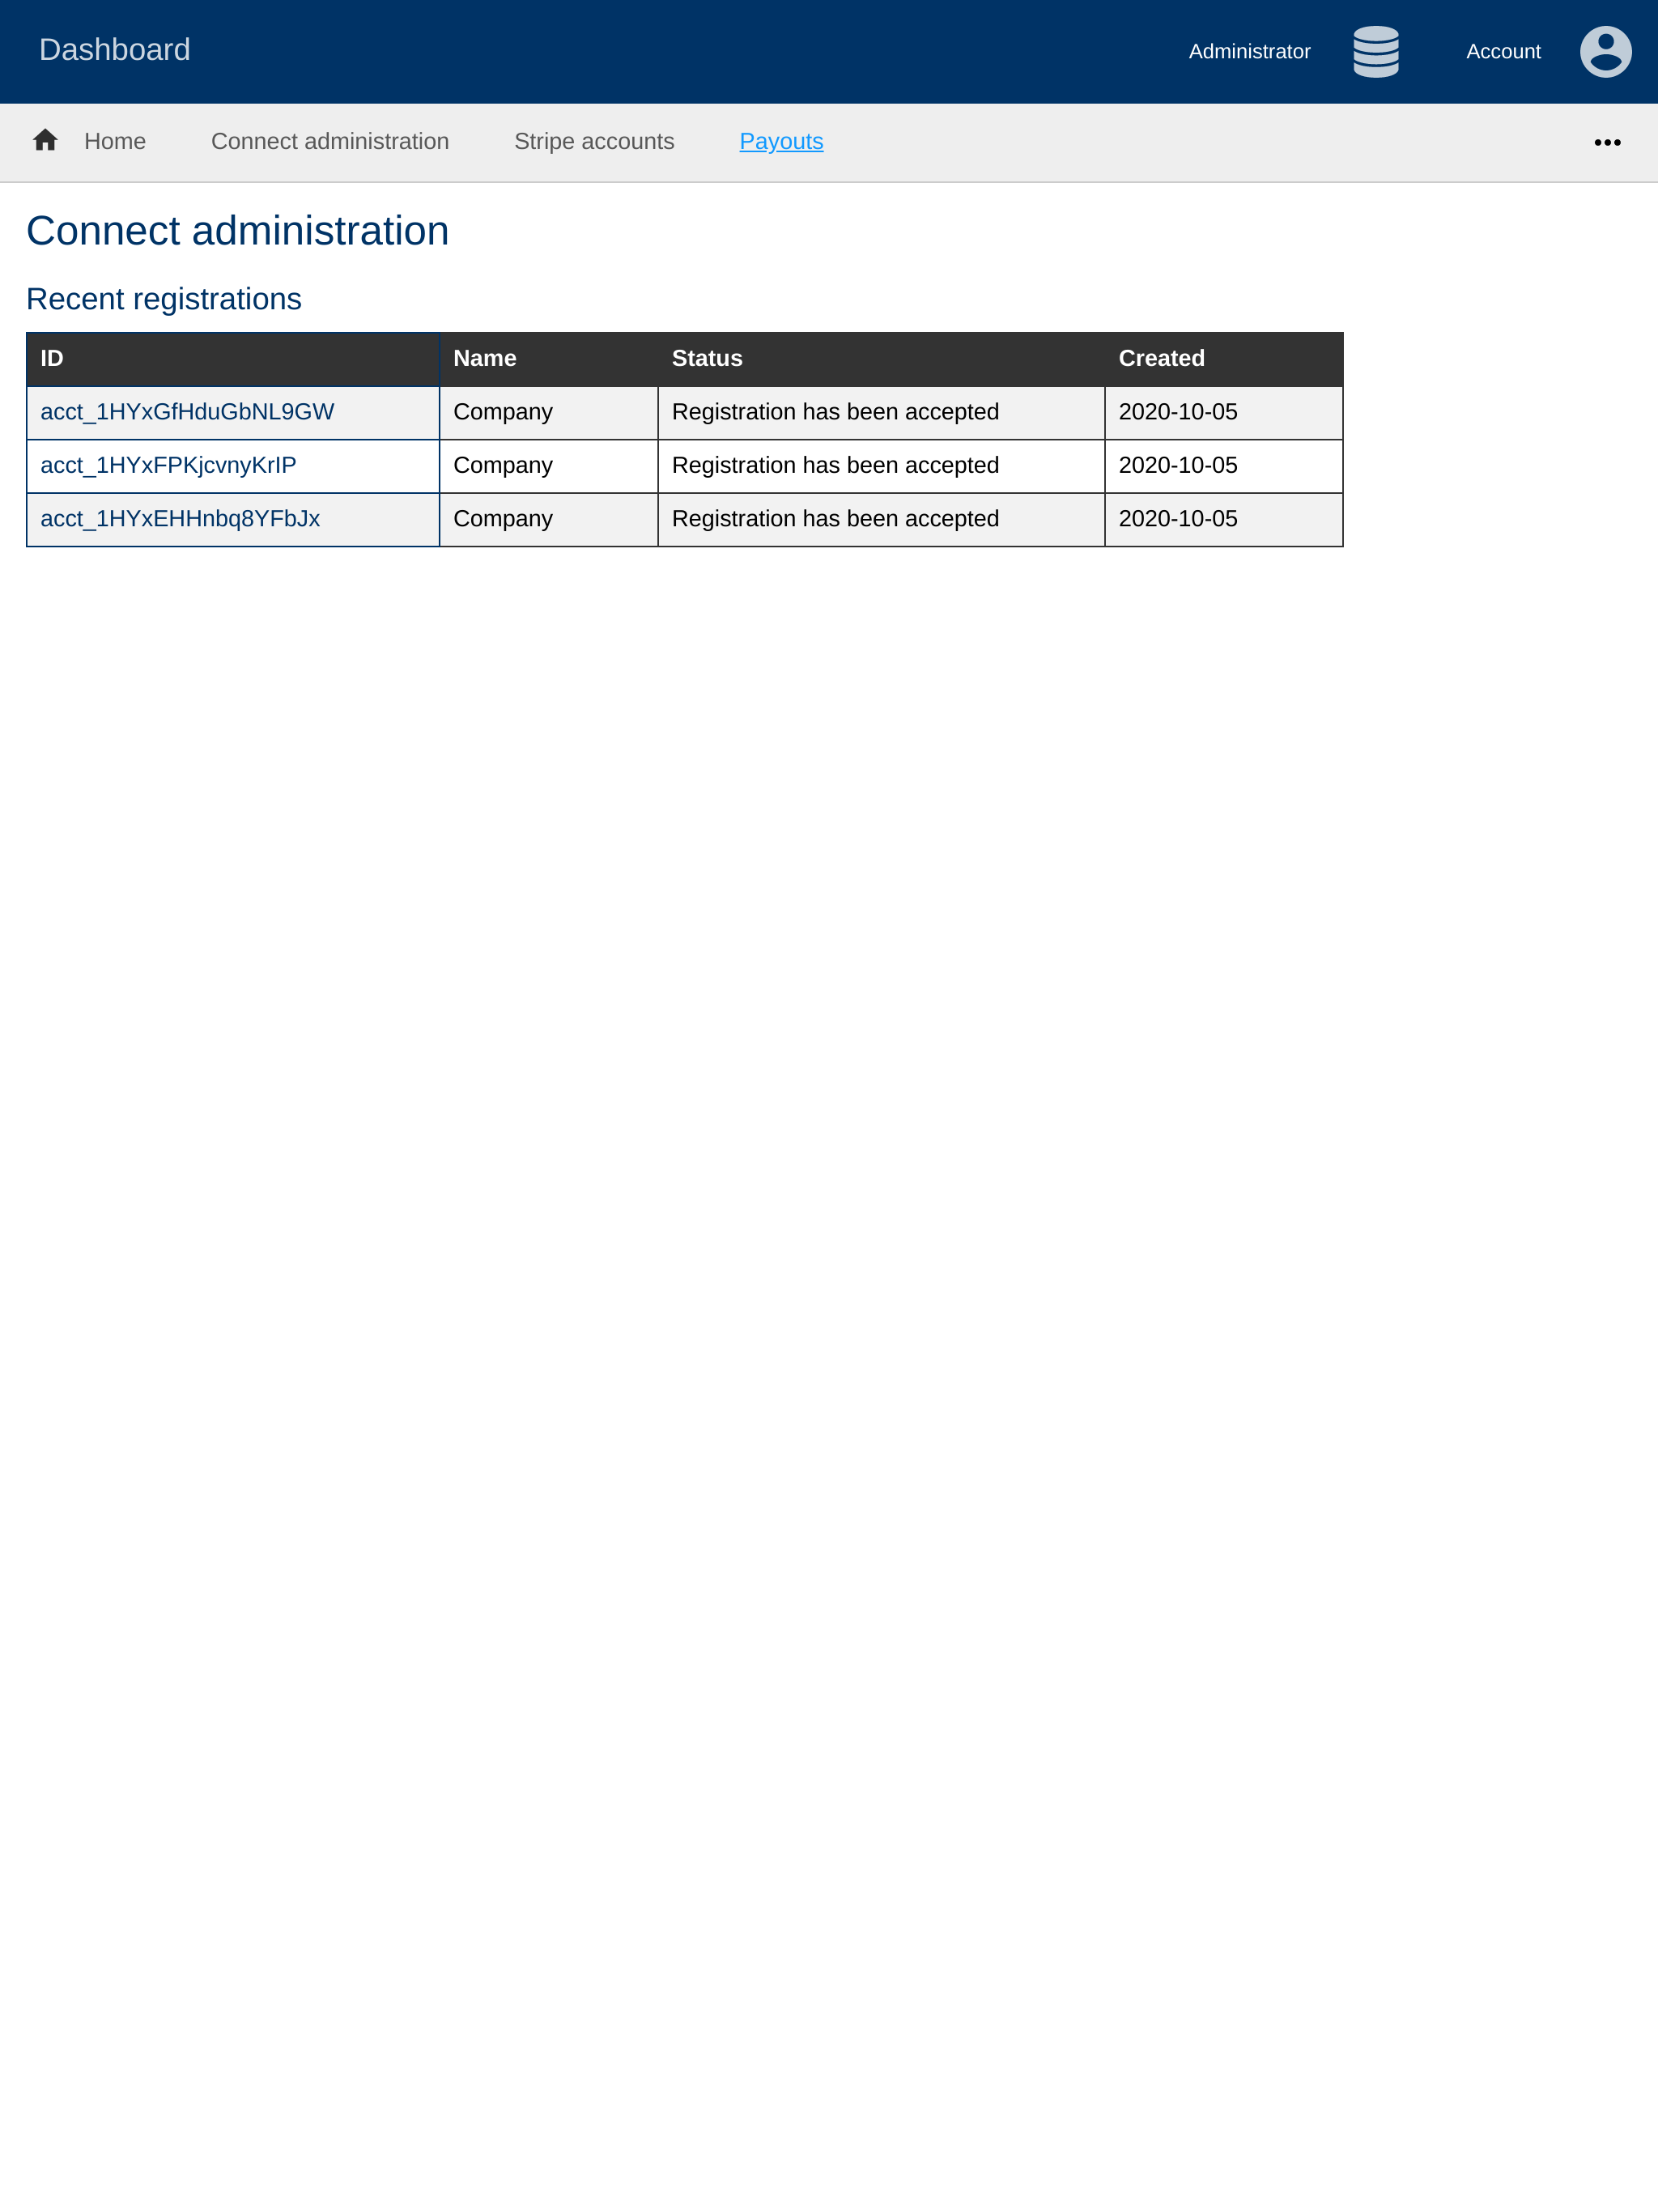 Dashboard
Administrator
Account
Home
Connect administration
Stripe accounts
Payouts
Connect administration
Recent registrations
ID Name Status Created
acct_1HYxGfHduGbNL9GW Company Registration has been accepted 2020-10-05
acct_1HYxFPKjcvnyKrIP Company Registration has been accepted 2020-10-05
acct_1HYxEHHnbq8YFbJx Company Registration has been accepted 2020-10-05